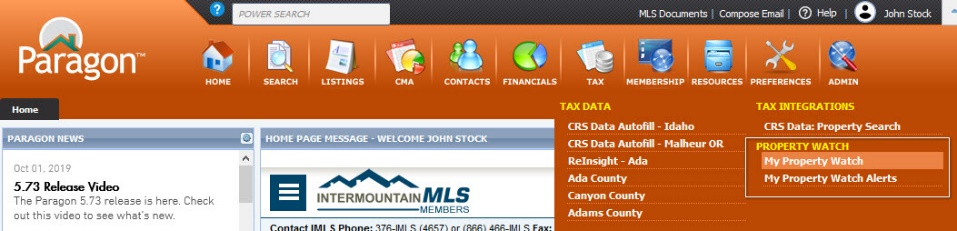 ?
POWER SEARCH
MLS Documents | Compose Email | ? Help | John Stock
Paragon™
HOME
SEARCH
LISTINGS
CMA
CONTACTS
FINANCIALS
TAX
MEMBERSHIP
RESOURCES
PREFERENCES
ADMIN
Home
TAX DATA
CRS Data Autofill - Idaho
CRS Data Autofill - Malheur OR
ReInsight - Ada
Ada County
Canyon County
Adams County
TAX INTEGRATIONS
CRS Data: Property Search
PROPERTY WATCH
My Property Watch
My Property Watch Alerts
PARAGON NEWS
Oct 01, 2019
5.73 Release Video
The Paragon 5.73 release is here. Check
out this video to see what's new.
HOME PAGE MESSAGE - WELCOME JOHN STOCK
INTERMOUNTAIN MLS
MEMBERS
Contact IMLS Phone: 376-IMLS (4657) or (866) 466-IMLS Fax: